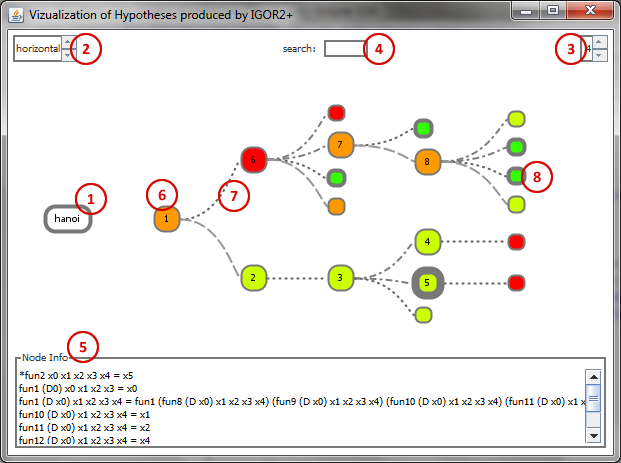 Vizualization of Hypotheses produced by IGOR2+
horizontal 2 search: 4 3 4
7
6 8
1 6 7 8
hanoi 1
4
2 3
5
5
Node Info
*fun2 x0 x1 x2 x3 x4 = x5
fun1 (D0) x0 x1 x2 x3 = x0
fun1 (D x0) x1 x2 x3 x4 = fun1 (fun8 (D x0) x1 x2 x3 x4) (fun9 (D x0) x1 x2 x3 x4) (fun10 (D x0) x1 x2 x3 x4) (fun11 (D x0) x1 x
fun10 (D x0) x1 x2 x3 x4 = x1
fun11 (D x0) x1 x2 x3 x4 = x2
fun12 (D x0) x1 x2 x3 x4 = x4